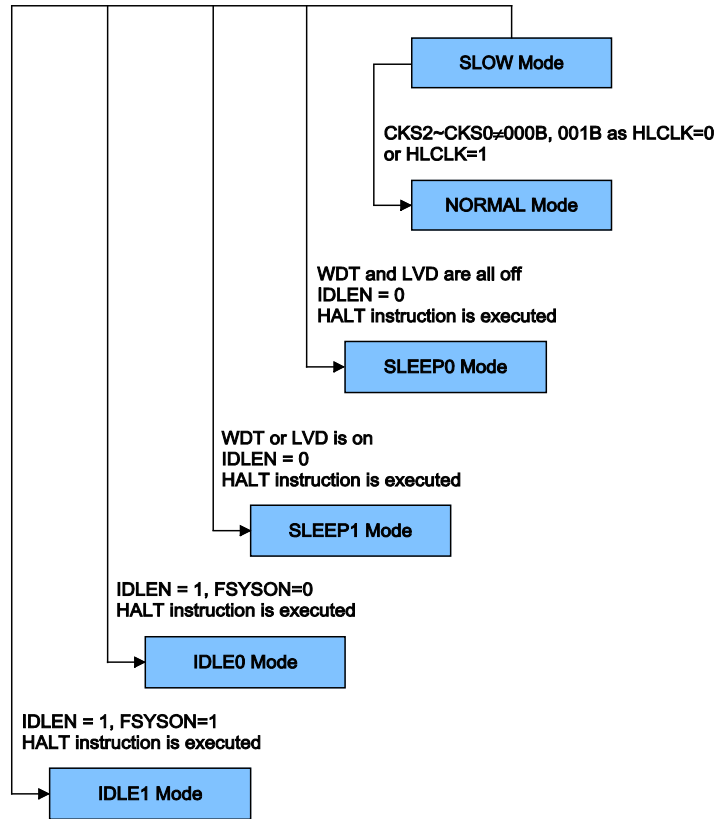 SLOW Mode
CKS2~CKS0≠000B, 001B as HLCLK=0
or HLCLK=1
NORMAL Mode
WDT and LVD are all off
IDLEN = 0
HALT instruction is executed
SLEEP0 Mode
WDT or LVD is on
IDLEN = 0
HALT instruction is executed
SLEEP1 Mode
IDLEN = 1, FSYSON=0
HALT instruction is executed
IDLE0 Mode
IDLEN = 1, FSYSON=1
HALT instruction is executed
IDLE1 Mode